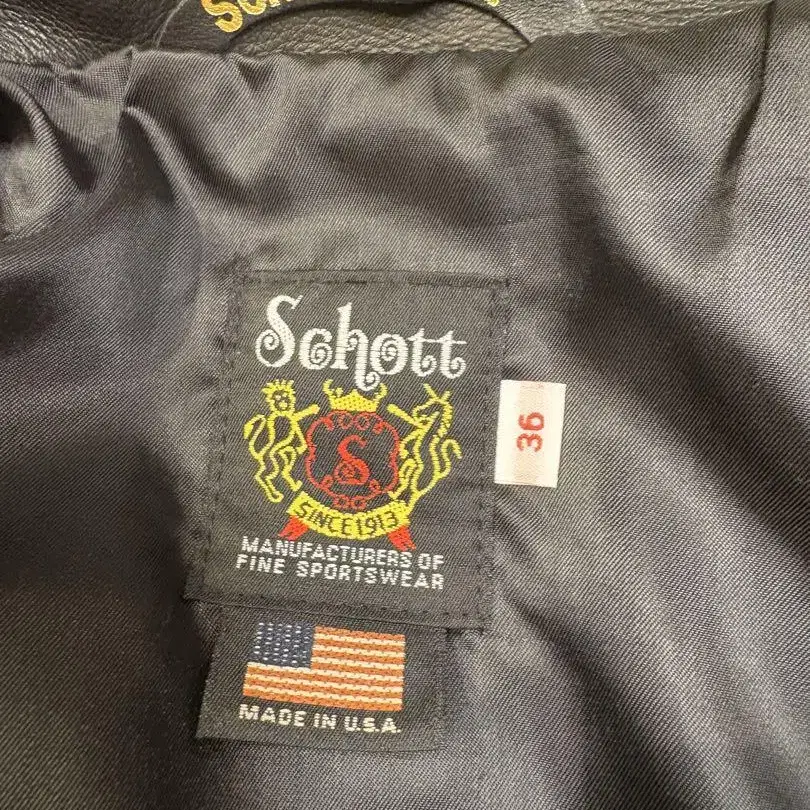 Schott
S
SINCE 1913
MANUFACTURERS OF
FINE SPORTSWEAR
36
MADE IN U.S.A.